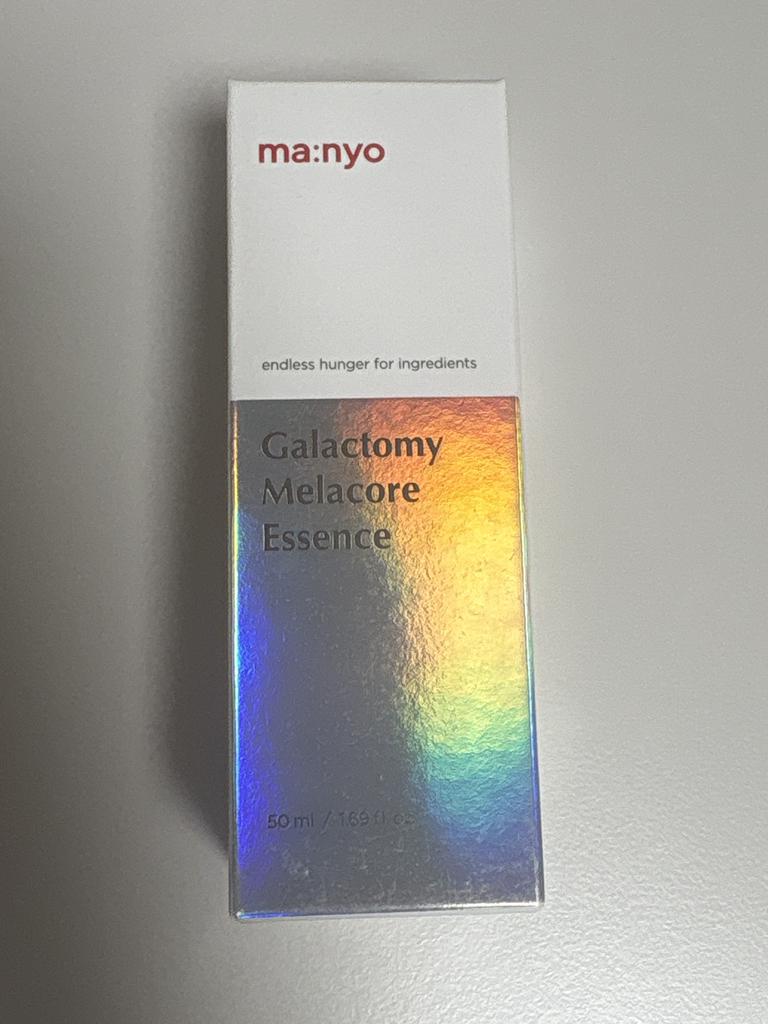 ma:nyo
endless hunger for ingredients
Galactomy
Melacore
Essence
50 ml / 1.69 fl oz